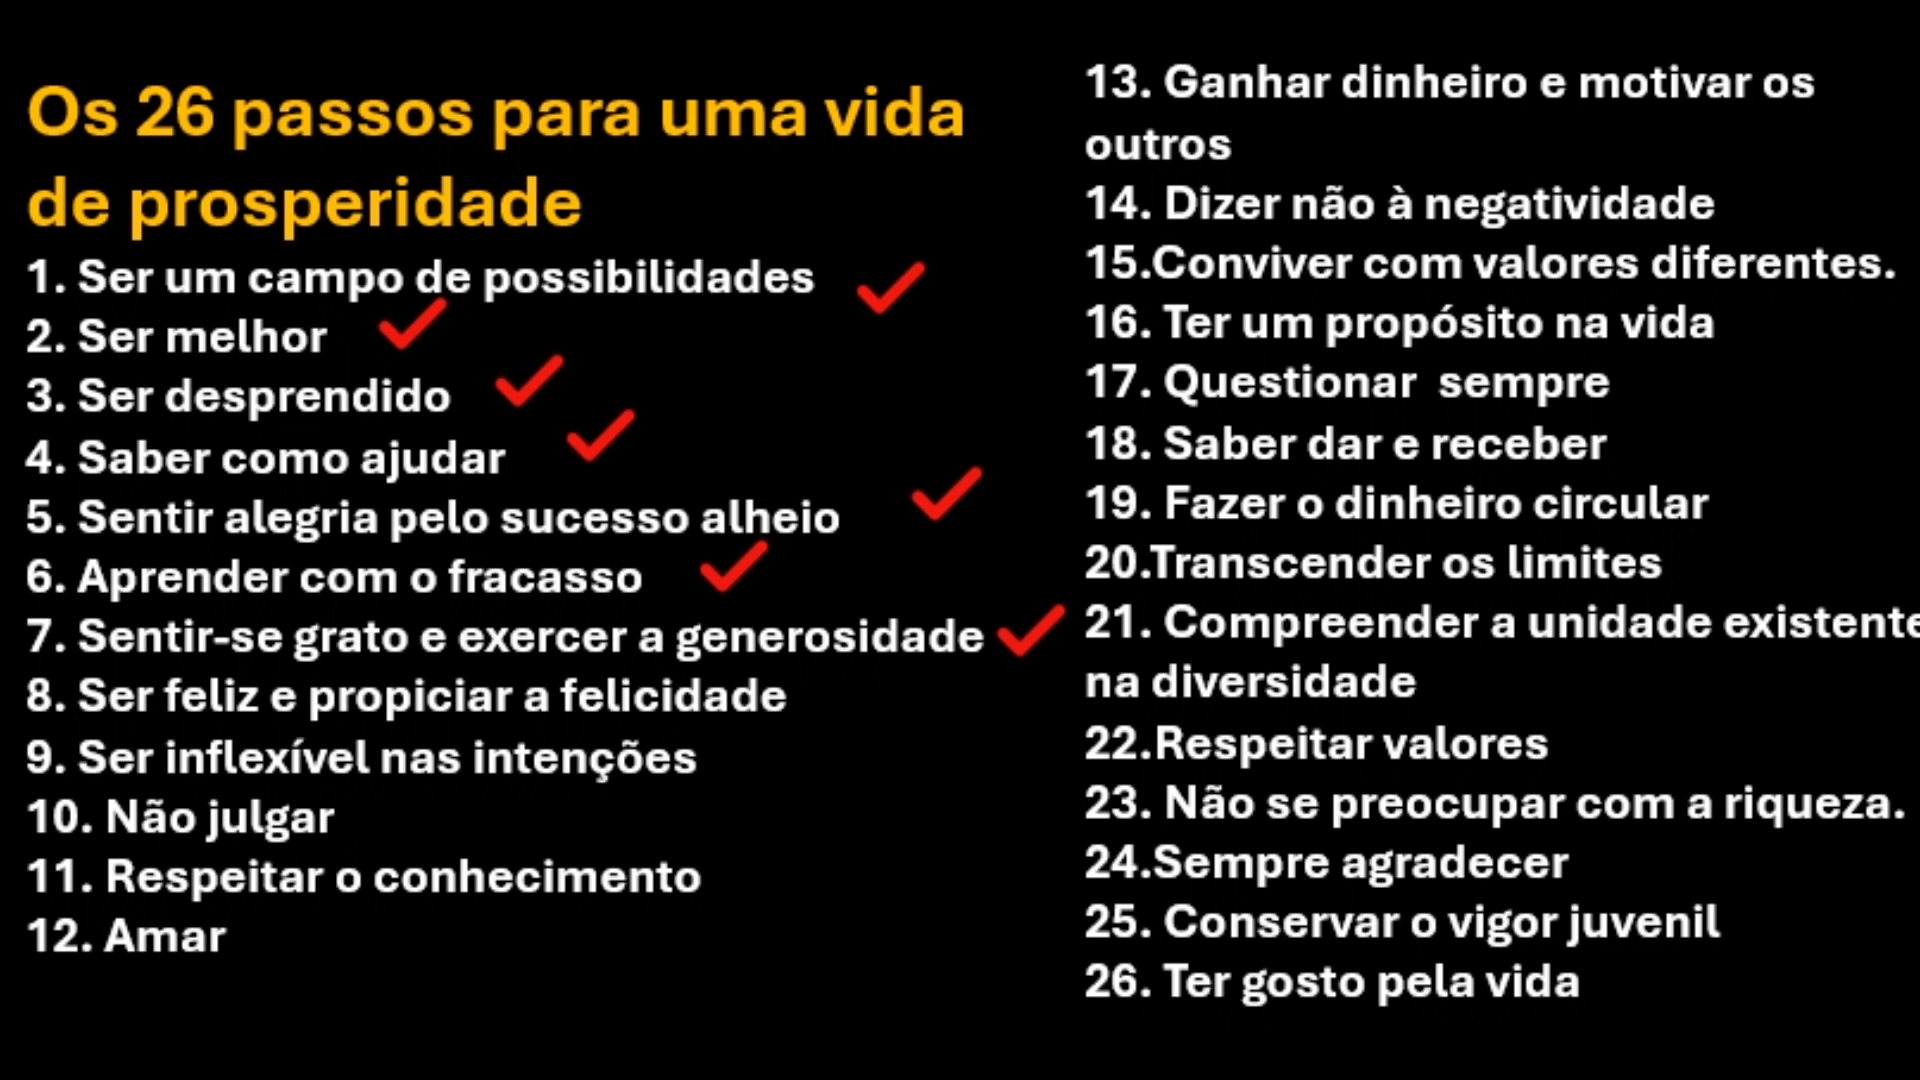 Os 26 passos para uma vida
de prosperidade
1. Ser um campo de possibilidades
2. Ser melhor
3. Ser desprendido
4. Saber como ajudar
5. Sentir alegria pelo sucesso alheio
6. Aprender com o fracasso
7. Sentir-se grato e exercer a generosidade
8. Ser feliz e propiciar a felicidade
9. Ser inflexível nas intenções
10. Não julgar
11. Respeitar o conhecimento
12. Amar
13. Ganhar dinheiro e motivar os
outros
14. Dizer não à negatividade
15.Conviver com valores diferentes.
16. Ter um propósito na vida
17. Questionar  sempre
18. Saber dar e receber
19. Fazer o dinheiro circular
20.Transcender os limites
21. Compreender a unidade existente
na diversidade
22.Respeitar valores
23. Não se preocupar com a riqueza.
24.Sempre agradecer
25. Conservar o vigor juvenil
26. Ter gosto pela vida